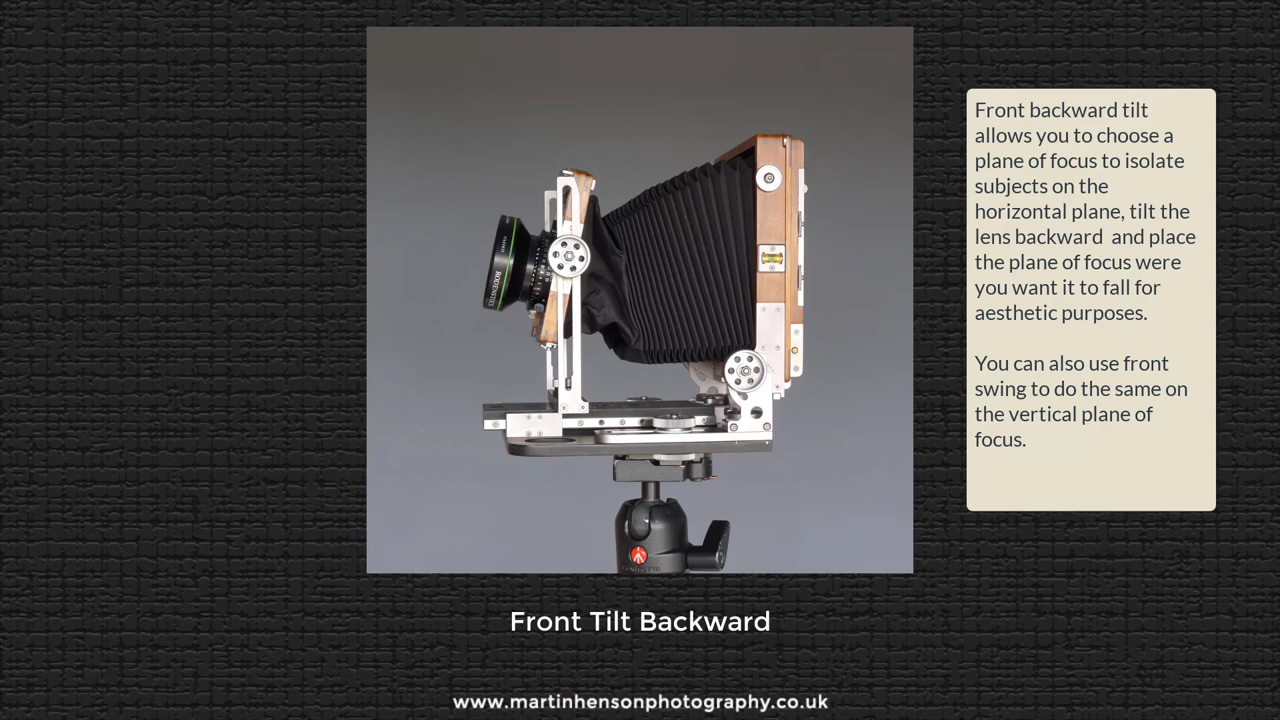 Front backward tilt
allows you to choose a
plane of focus to isolate
subjects on the
horizontal plane, tilt the
lens backward  and place
the plane of focus were
you want it to fall for
aesthetic purposes.
You can also use front
swing to do the same on
the vertical plane of
focus.
RODENSTOCK
Front Tilt Backward
www.martinhensonphotography.co.uk